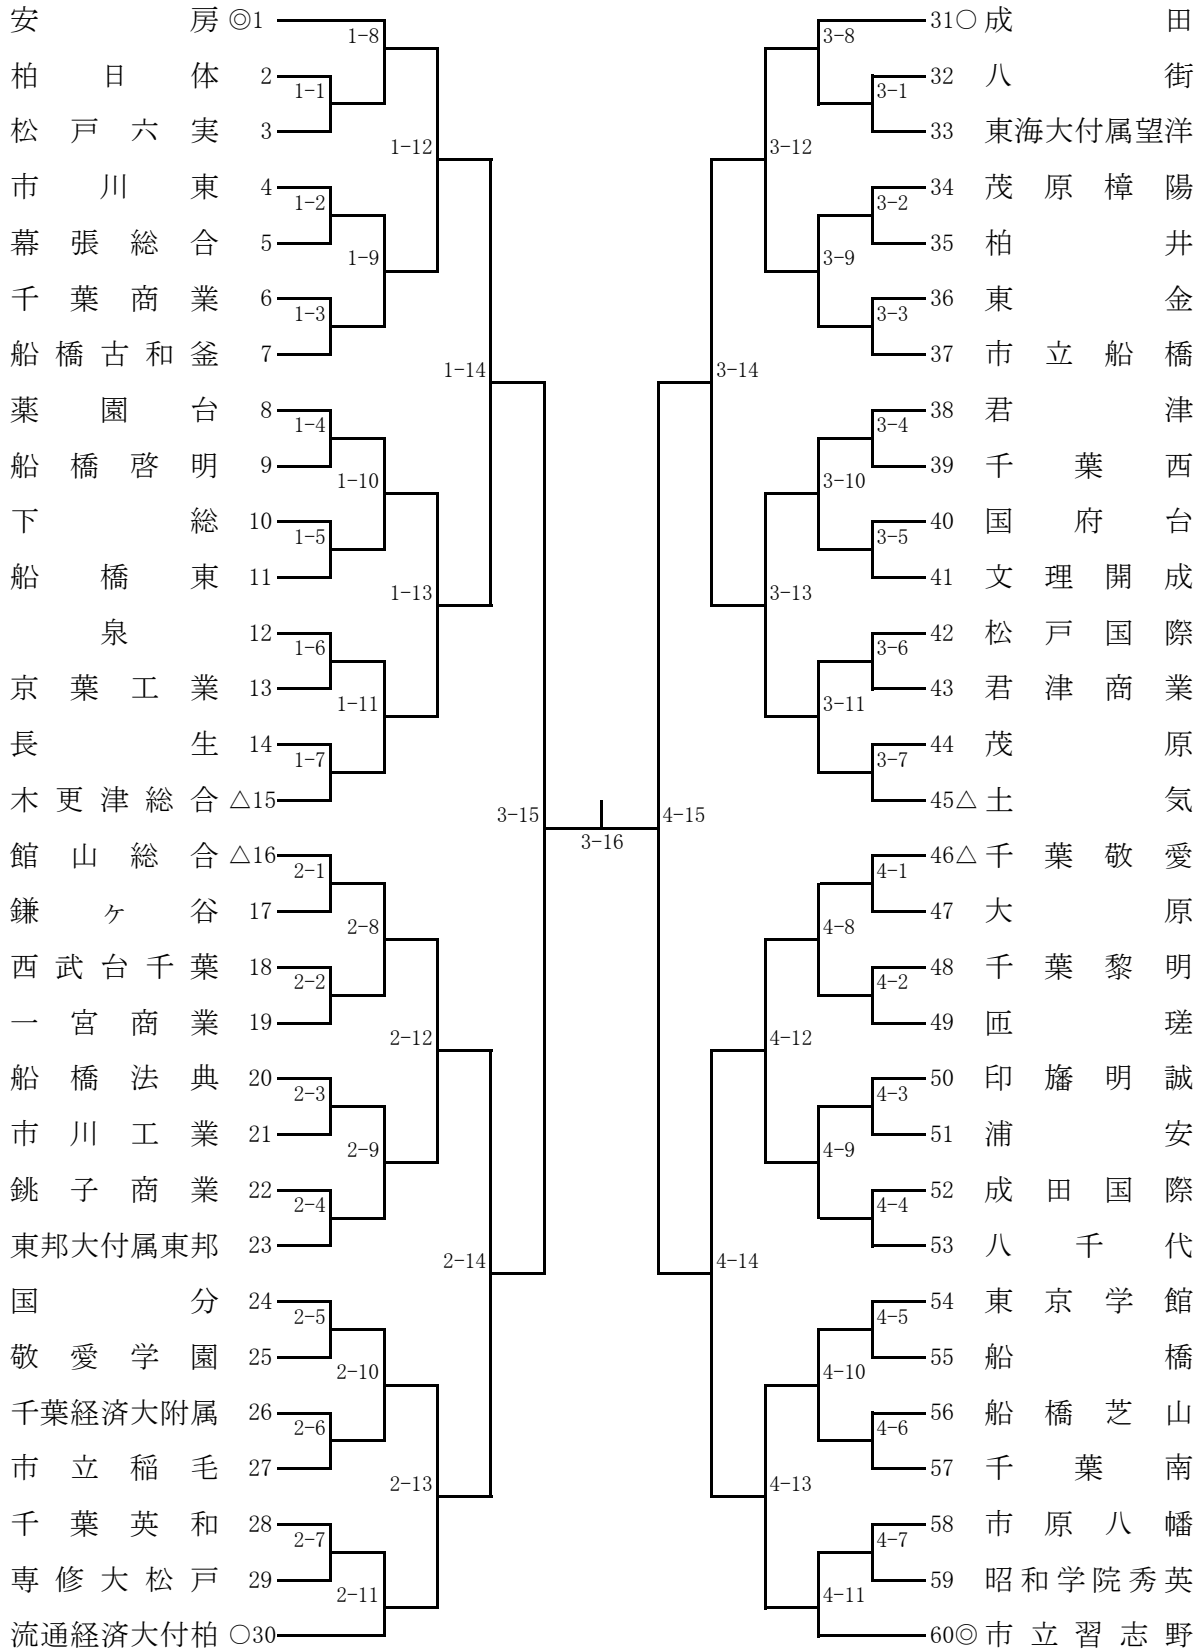 安房 ◎1
1-8
柏日体 2
1-1
松戸六実 3
1-12
市川東 4
1-2
幕張総合 5
1-9
千葉商業 6
1-3
船橋古和釜 7
1-14
薬園台 8
1-4
船橋啓明 9
1-10
下総 10
1-5
船橋東 11
1-13
泉 12
1-6
京葉工業 13
1-11
長生 14
1-7
木更津総合 △15
3-15
館山総合 △16
2-1
鎌ヶ谷 17
2-8
西武台千葉 18
2-2
一宮商業 19
2-12
船橋法典 20
2-3
市川工業 21
2-9
銚子商業 22
2-4
東邦大付属東邦 23
2-14
国分 24
2-5
敬愛学園 25
2-10
千葉経済大附属 26
2-6
市立稲毛 27
2-13
千葉英和 28
2-7
専修大松戸 29
2-11
流通経済大付柏 ○30
3-16
31○ 成田
3-8
32 八街
3-1
33 東海大付属望洋
3-12
34 茂原樟陽
3-2
35 柏井
3-9
36 東金
3-3
37 市立船橋
3-14
38 君津
3-4
39 千葉西
3-10
40 国府台
3-5
41 文理開成
3-13
42 松戸国際
3-6
43 君津商業
3-11
44 茂原
3-7
45△ 土気
4-15
46△ 千葉敬愛
4-1
47 大原
4-8
48 千葉黎明
4-2
49 匝瑳
4-12
50 印旛明誠
4-3
51 浦安
4-9
52 成田国際
4-4
53 八千代
4-14
54 東京学館
4-5
55 船橋
4-10
56 船橋芝山
4-6
57 千葉南
4-13
58 市原八幡
4-7
59 昭和学院秀英
4-11
60◎ 市立習志野